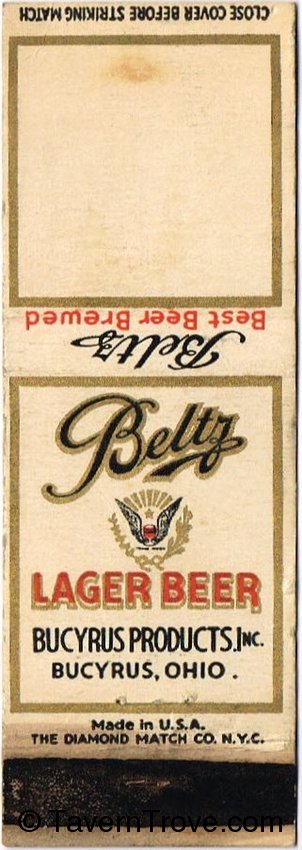 CLOSE COVER BEFORE STRIKING MATCH
Best Beer Brewed
Beltz
Beltz
LAGER BEER
BUCYRUS PRODUCTS, INC.
BUCYRUS, OHIO.
Made in U.S.A.
THE DIAMOND MATCH CO. N.Y.C.
© TavernTrove.com